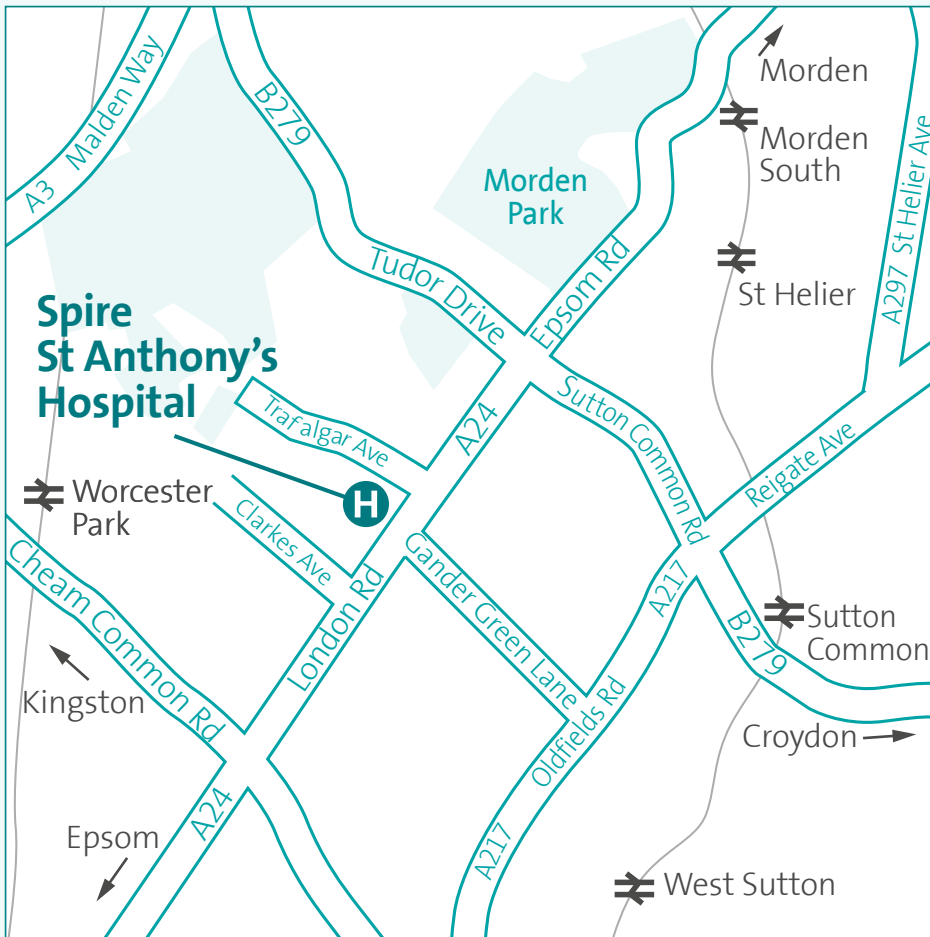 Morden
Morden
South
St Helier
A297 St Helier Ave
A3 Malden Way
B279
Morden
Park
Tudor Drive
Epsom Rd
Spire
St Anthony’s
Hospital
H
Trafalgar Ave
A24
Sutton Common Rd
Reigate Ave
Worcester
Park
Clarkes Ave
Cheam Common Rd
London Rd
Gander Green Lane
A217
B279
Sutton
Common
Kingston
Oldfields Rd
Croydon
A24
Epsom
A217
West Sutton